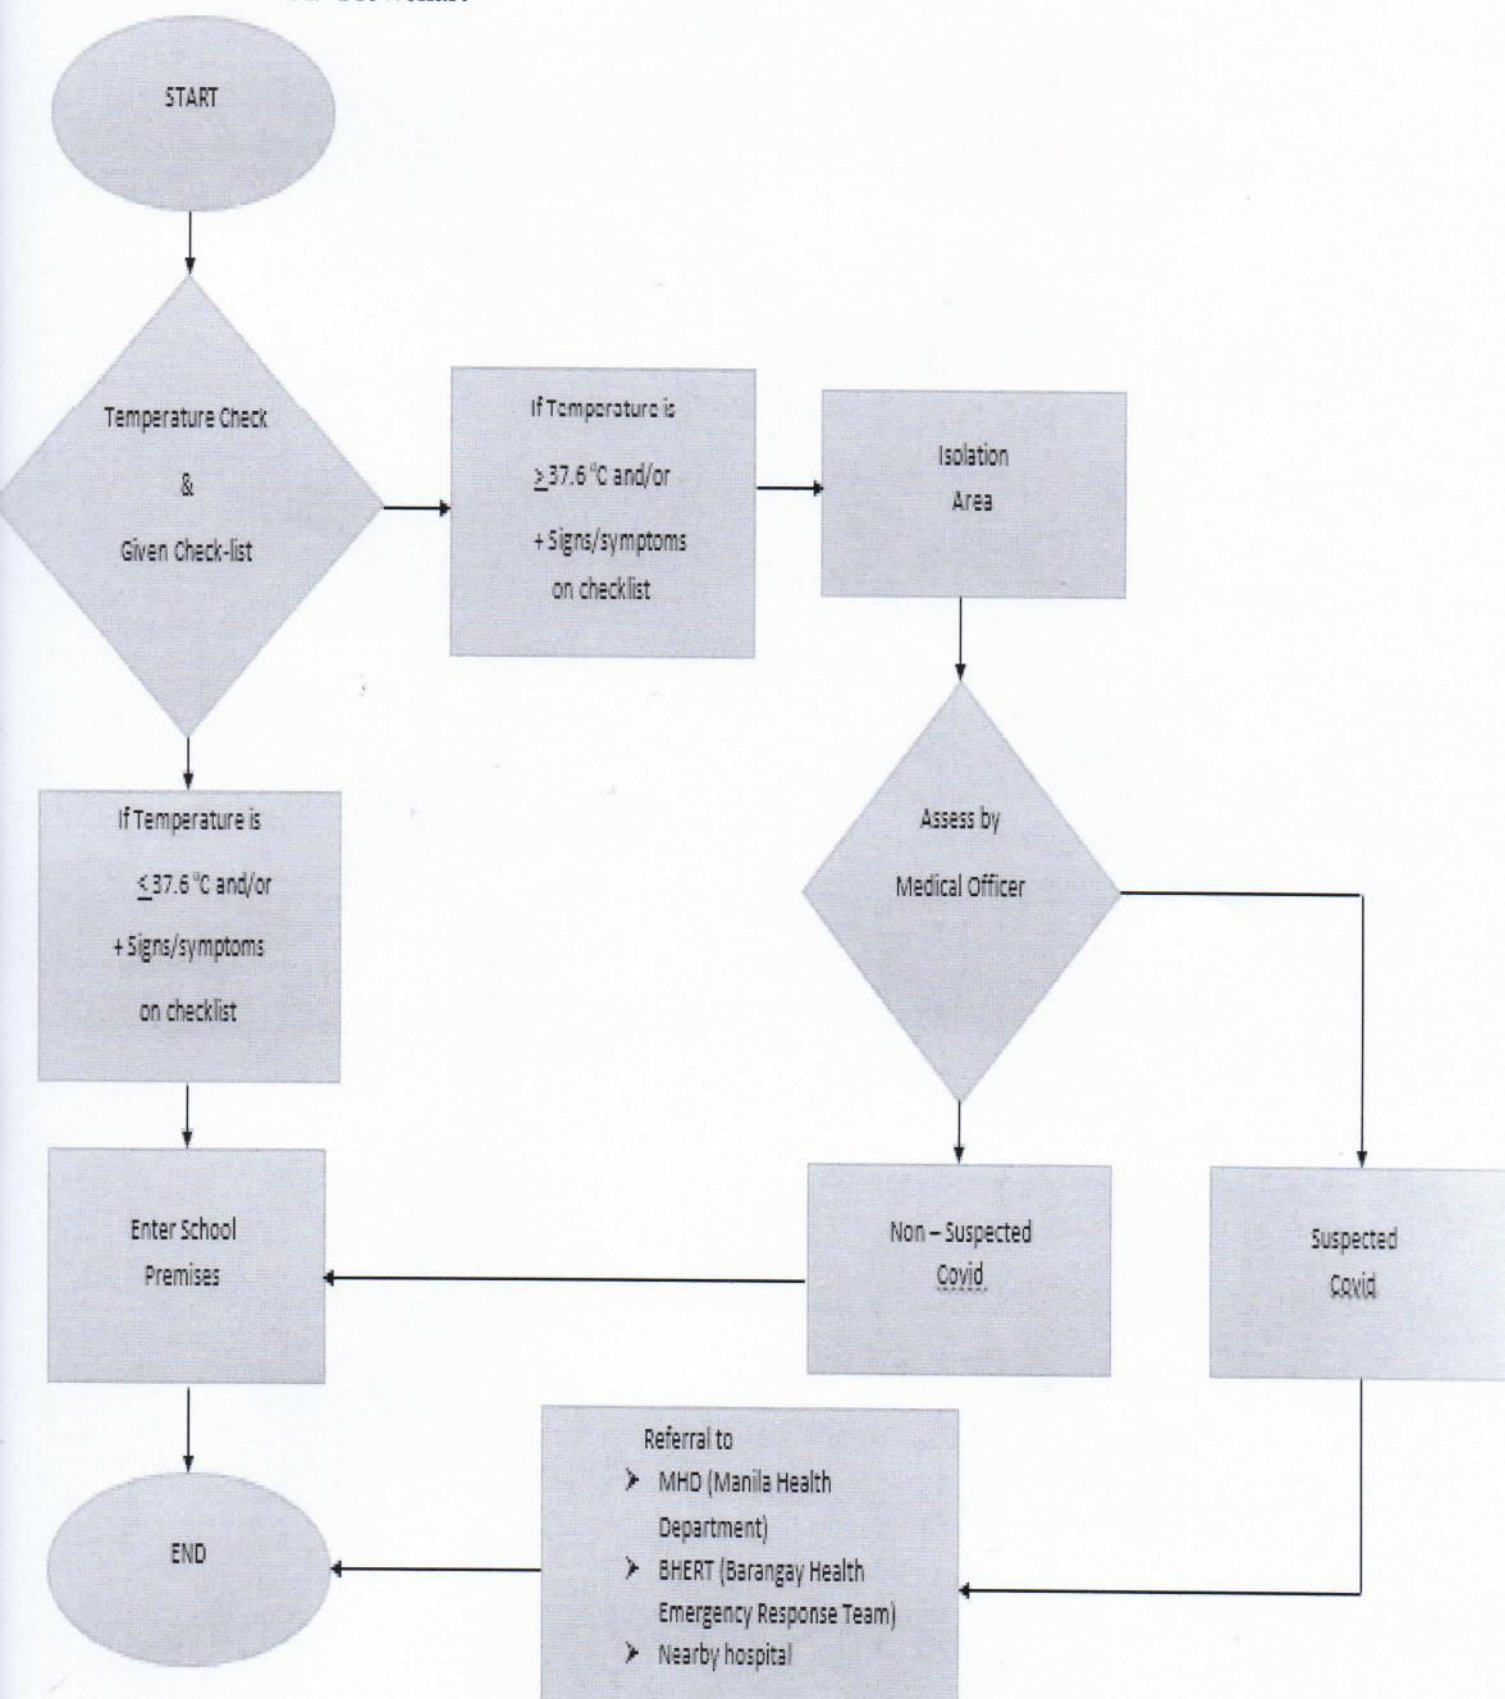 START
Temperature Check
&
Given Check-list
If Temperature is
≥37.6 °C and/or
+ Signs/symptoms
on checklist
Isolation
Area
If Temperature is
≤37.6 °C and/or
+ Signs/symptoms
on checklist
Assess by
Medical Officer
Enter School
Premises
Non – Suspected
Covid
Suspected
Covid
Referral to
➤ MHD (Manila Health
Department)
➤ BHERT (Barangay Health
Emergency Response Team)
➤ Nearby hospital
END